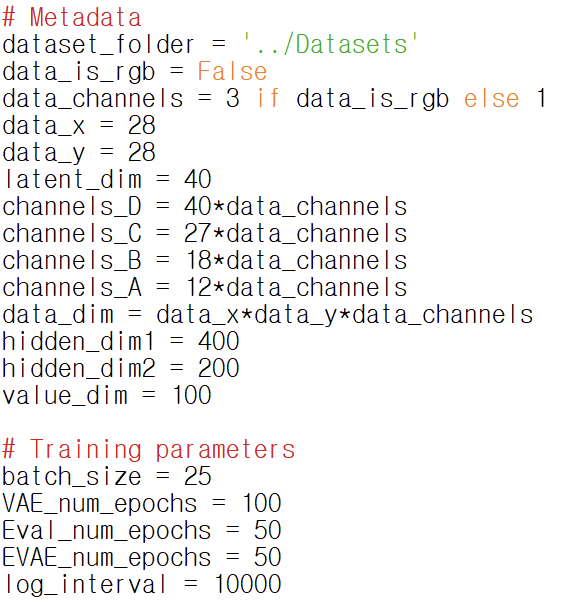 # Metadata
dataset_folder = '../Datasets'
data_is_rgb = False
data_channels = 3 if data_is_rgb else 1
data_x = 28
data_y = 28
latent_dim = 40
channels_D = 40*data_channels
channels_C = 27*data_channels
channels_B = 18*data_channels
channels_A = 12*data_channels
data_dim = data_x*data_y*data_channels
hidden_dim1 = 400
hidden_dim2 = 200
value_dim = 100

# Training parameters
batch_size = 25
VAE_num_epochs = 100
Eval_num_epochs = 50
EVAE_num_epochs = 50
log_interval = 10000